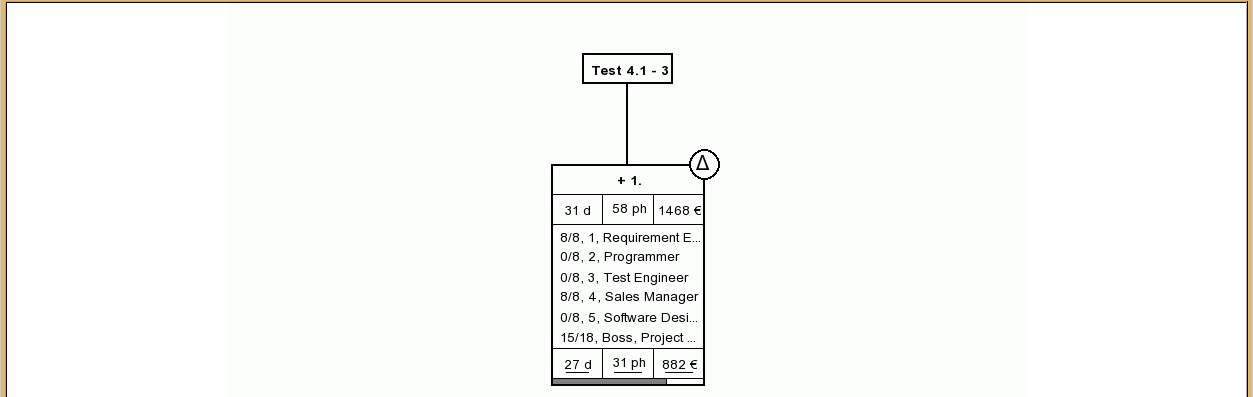 Test 4.1 - 3
Δ
+ 1.
31 d 58 ph 1468 €
8/8, 1, Requirement E...
0/8, 2, Programmer
0/8, 3, Test Engineer
8/8, 4, Sales Manager
0/8, 5, Software Desi...
15/18, Boss, Project ...
27 d 31 ph 882 €